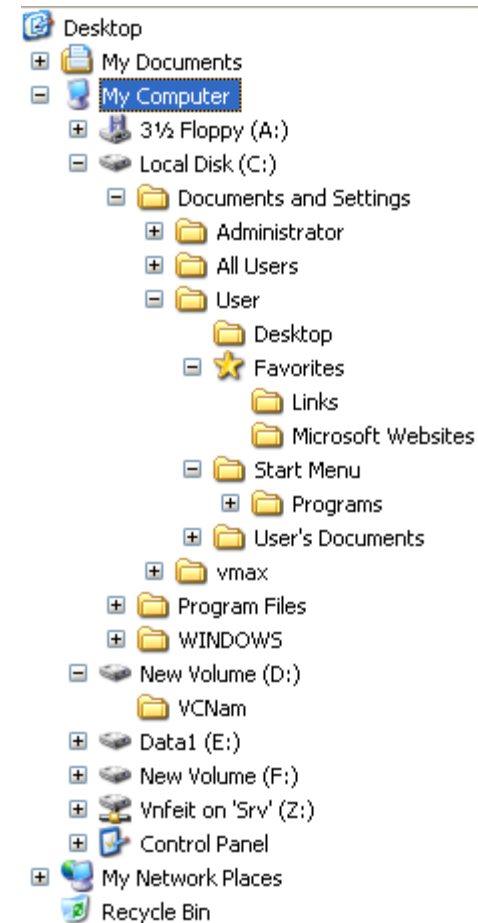 Desktop
My Documents
My Computer
3½ Floppy (A:)
Local Disk (C:)
Documents and Settings
Administrator
All Users
User
Desktop
Favorites
Links
Microsoft Websites
Start Menu
Programs
User's Documents
vmax
Program Files
WINDOWS
New Volume (D:)
VCNam
Data1 (E:)
New Volume (F:)
Vnfeit on 'Srv' (Z:)
Control Panel
My Network Places
Recycle Bin